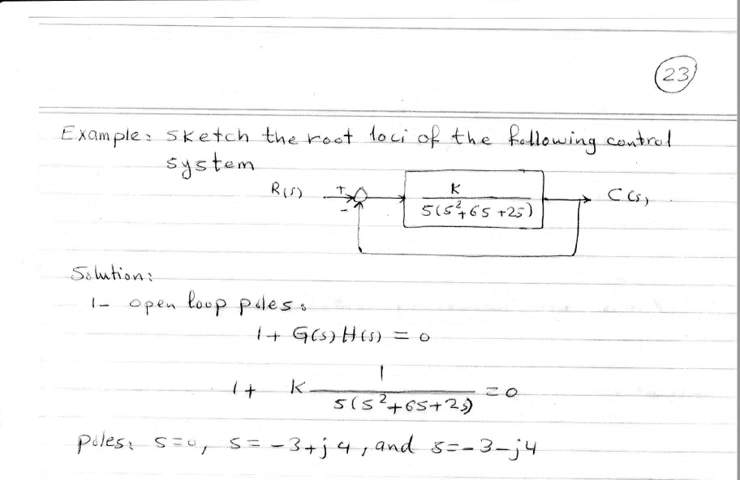 23
Example: sketch the root loci of the following control
system
R(s) + - K C(s)
s(s²+6s+25)
Solution:
1- open loop poles:
1 + G(s)H(s) = 0
1 + K 1 = 0
s(s²+6s+25)
poles: s=0, s=-3+j4, and s=-3-j4